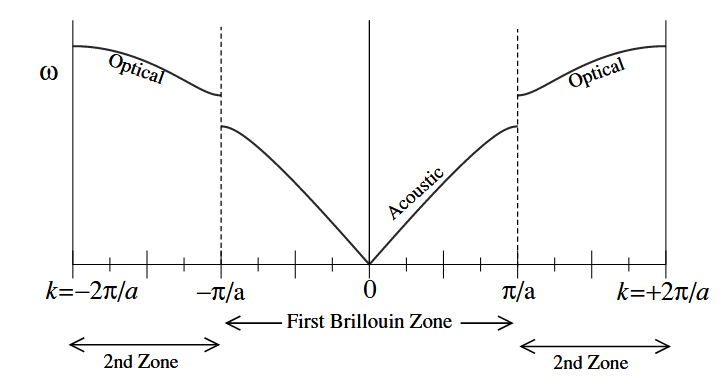 Optical
Optical
ω
Acoustic
k=−2π/a
−π/a
0
π/a
k=+2π/a
First Brillouin Zone
2nd Zone
2nd Zone